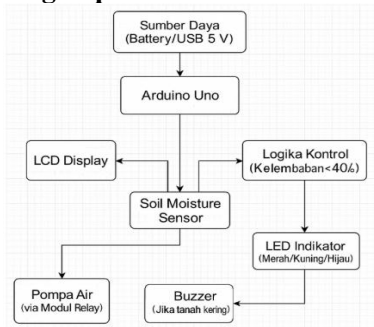 Sumber Daya
(Battery/USB 5 V)
Arduino Uno
LCD Display
Logika Kontrol
(Kelembaban<40%)
Soil Moisture
Sensor
LED Indikator
(Merah/Kuning/Hijau)
Pompa Air
(via Modul Relay)
Buzzer
(Jika tanah kering)